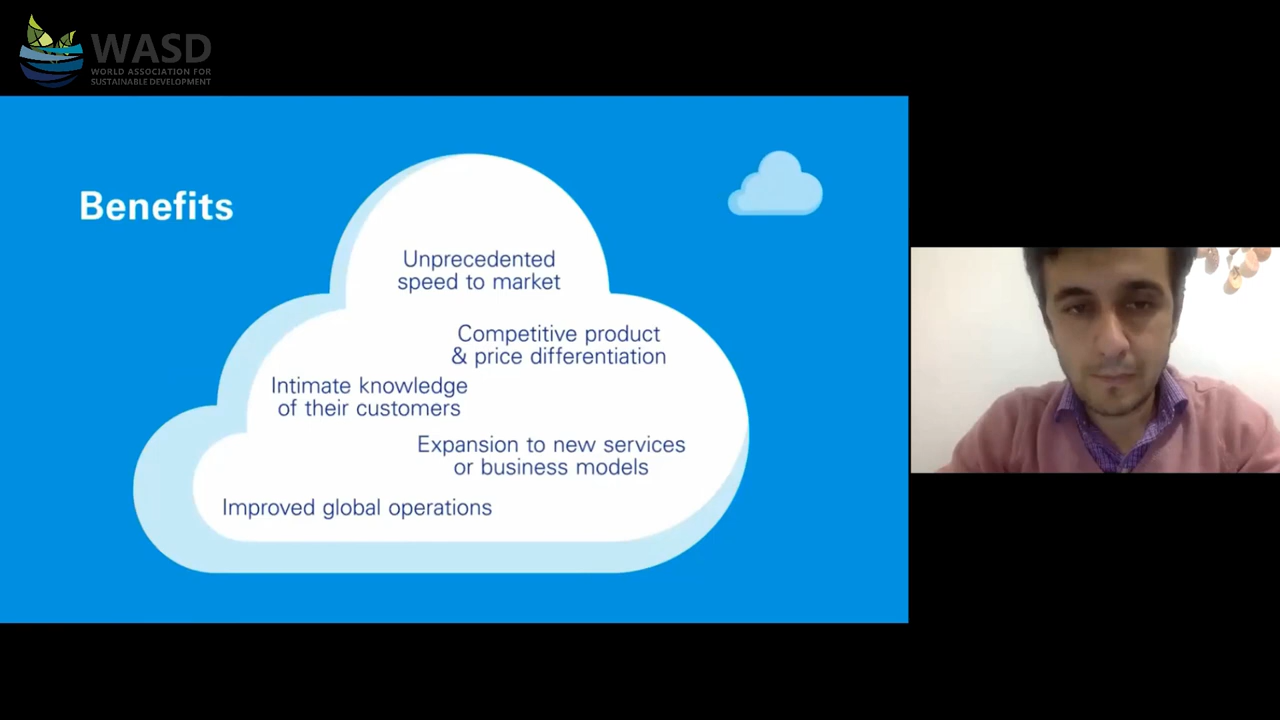 WASD
WORLD ASSOCIATION FOR
SUSTAINABLE DEVELOPMENT
Benefits
Unprecedented
speed to market
Competitive product
& price differentiation
Intimate knowledge
of their customers
Expansion to new services
or business models
Improved global operations